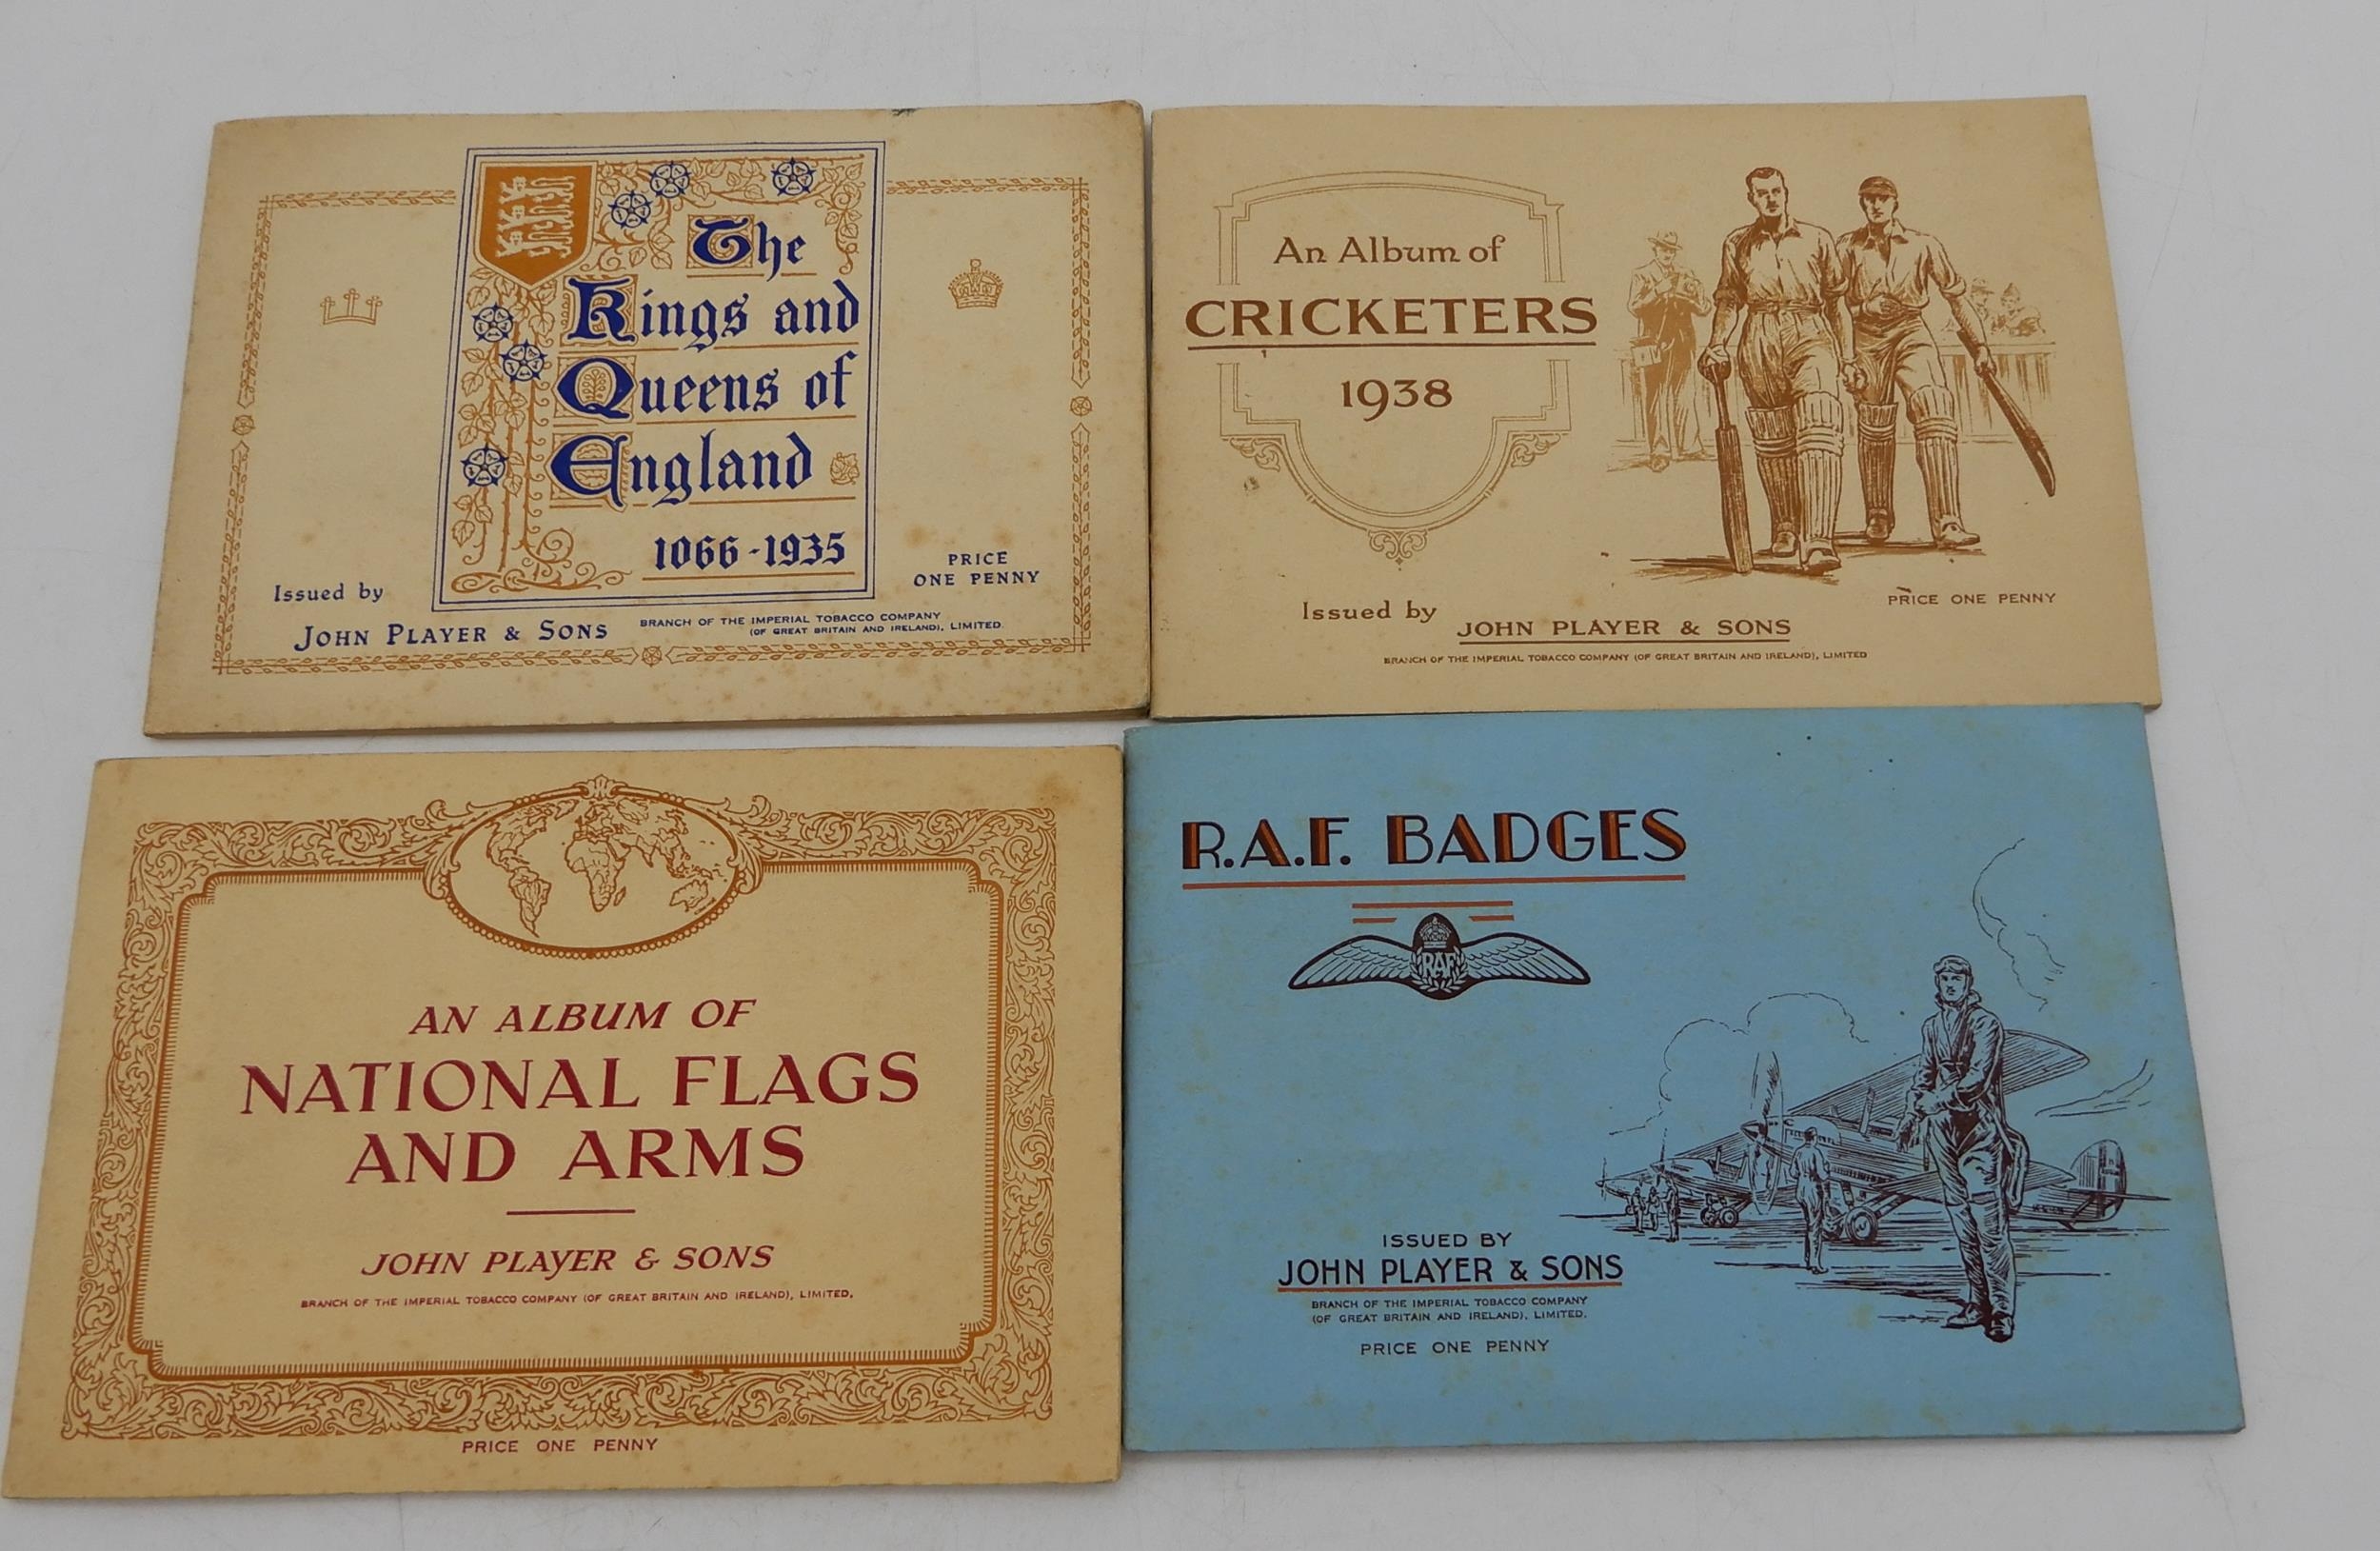 The
Kings and
Queens of
England
1066-1935
PRICE
ONE PENNY
Issued by
JOHN PLAYER & SONS
BRANCH OF THE IMPERIAL TOBACCO COMPANY
(OF GREAT BRITAIN AND IRELAND), LIMITED.
An Album of
CRICKETERS
1938
PRICE ONE PENNY
Issued by
JOHN PLAYER & SONS
BRANCH OF THE IMPERIAL TOBACCO COMPANY (OF GREAT BRITAIN AND IRELAND), LIMITED
AN ALBUM OF
NATIONAL FLAGS
AND ARMS
JOHN PLAYER & SONS
BRANCH OF THE IMPERIAL TOBACCO COMPANY (OF GREAT BRITAIN AND IRELAND), LIMITED.
PRICE ONE PENNY
R.A.F. BADGES
RAF
ISSUED BY
JOHN PLAYER & SONS
BRANCH OF THE IMPERIAL TOBACCO COMPANY
(OF GREAT BRITAIN AND IRELAND), LIMITED.
PRICE ONE PENNY